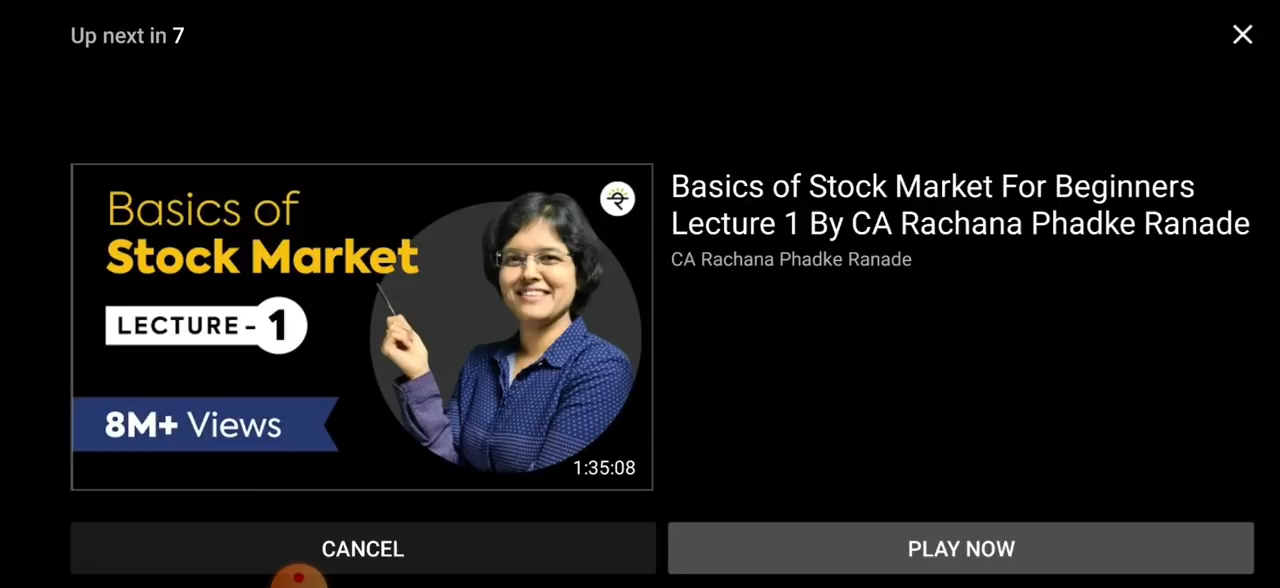 Up next in 7
Basics of
Stock Market
LECTURE - 1
8M+ Views
1:35:08
Basics of Stock Market For Beginners
Lecture 1 By CA Rachana Phadke Ranade
CA Rachana Phadke Ranade
CANCEL
PLAY NOW